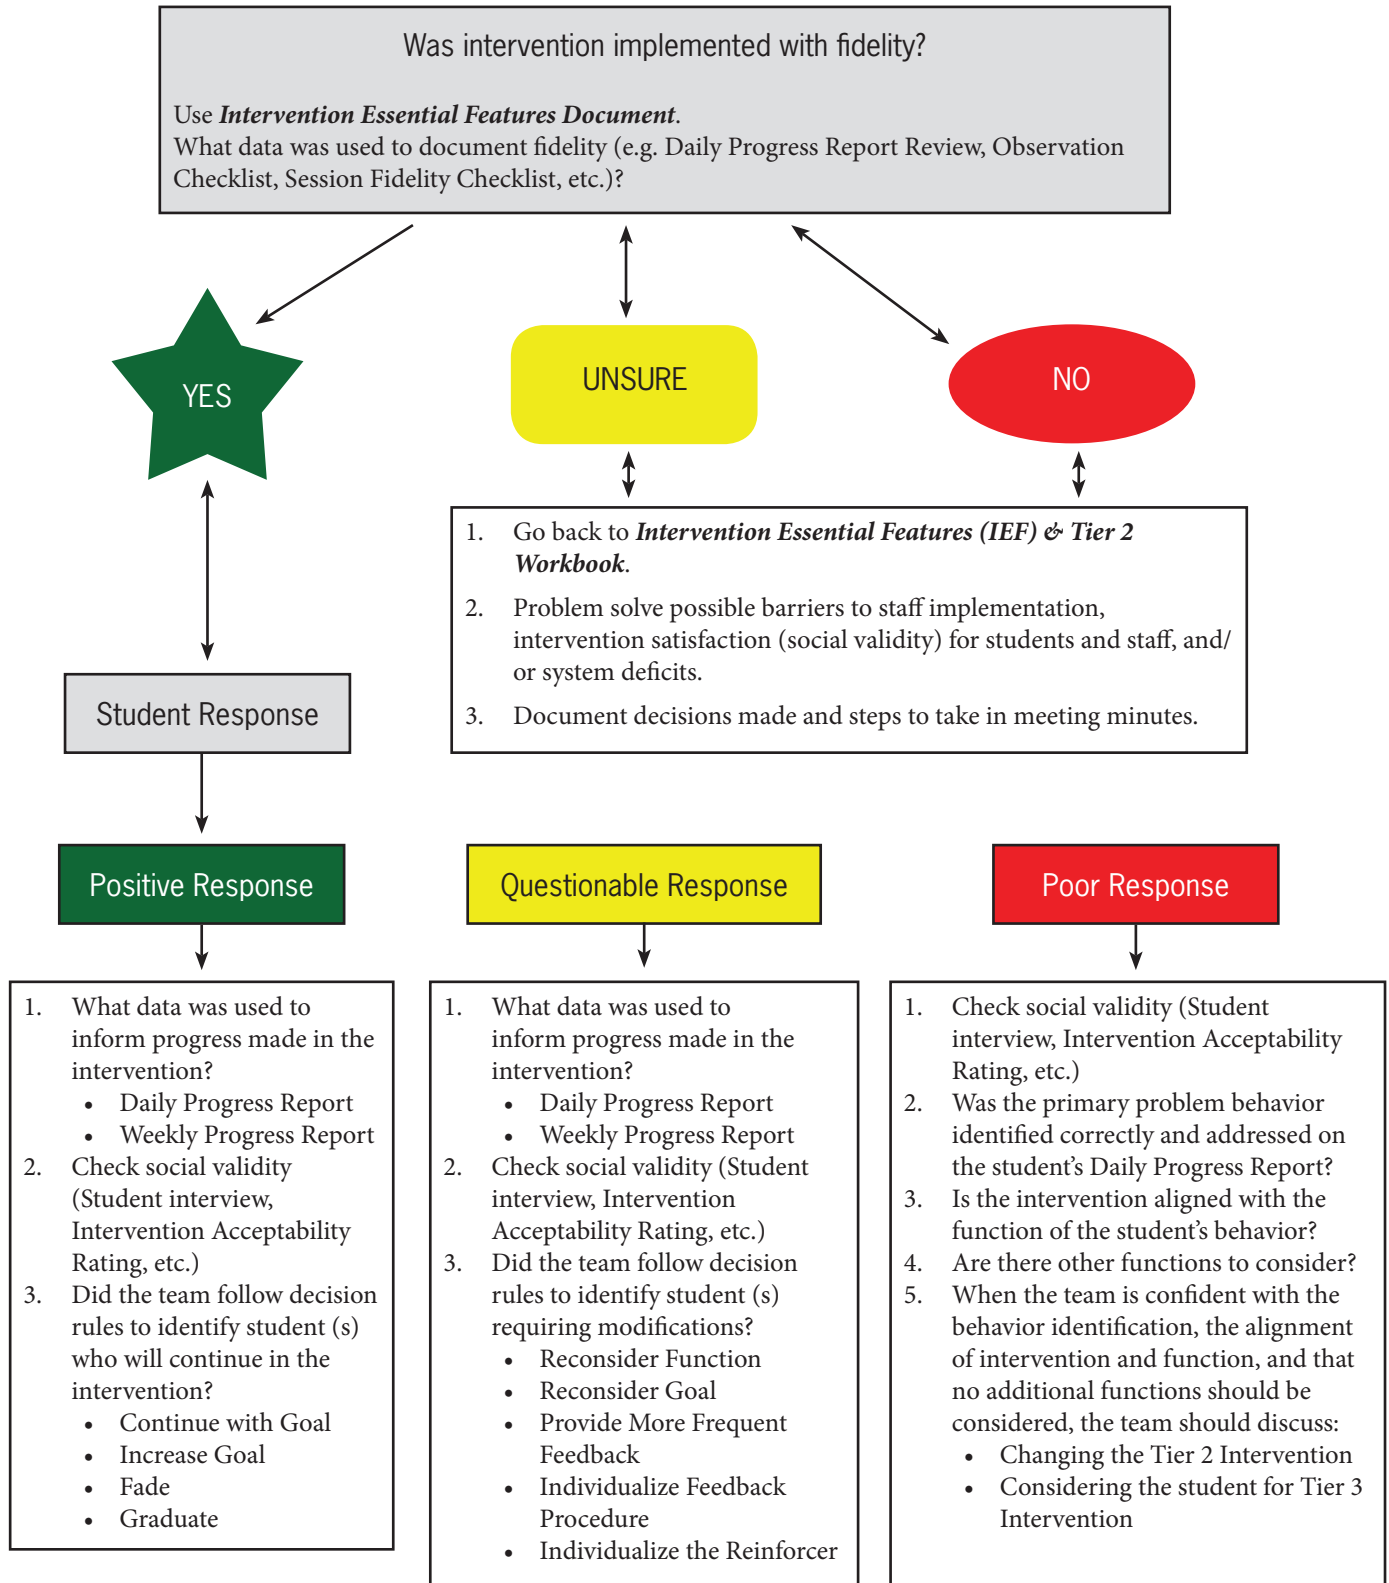 Was intervention implemented with fidelity?
Use Intervention Essential Features Document.
What data was used to document fidelity (e.g. Daily Progress Report Review, Observation
Checklist, Session Fidelity Checklist, etc.)?
YES
UNSURE
NO
1. Go back to Intervention Essential Features (IEF) & Tier 2
Workbook.
2. Problem solve possible barriers to staff implementation,
intervention satisfaction (social validity) for students and staff, and/
or system deficits.
3. Document decisions made and steps to take in meeting minutes.
Student Response
Positive Response
1. What data was used to
inform progress made in the
intervention?
• Daily Progress Report
• Weekly Progress Report
2. Check social validity
(Student interview,
Intervention Acceptability
Rating, etc.)
3. Did the team follow decision
rules to identify student (s)
who will continue in the
intervention?
• Continue with Goal
• Increase Goal
• Fade
• Graduate
Questionable Response
1. What data was used to
inform progress made in the
intervention?
• Daily Progress Report
• Weekly Progress Report
2. Check social validity (Student
interview, Intervention
Acceptability Rating, etc.)
3. Did the team follow decision
rules to identify student (s)
requiring modifications?
• Reconsider Function
• Reconsider Goal
• Provide More Frequent
Feedback
• Individualize Feedback
Procedure
• Individualize the Reinforcer
Poor Response
1. Check social validity (Student
interview, Intervention Acceptability
Rating, etc.)
2. Was the primary problem behavior
identified correctly and addressed on
the student's Daily Progress Report?
3. Is the intervention aligned with the
function of the student's behavior?
4. Are there other functions to consider?
5. When the team is confident with the
behavior identification, the alignment
of intervention and function, and that
no additional functions should be
considered, the team should discuss:
• Changing the Tier 2 Intervention
• Considering the student for Tier 3
Intervention